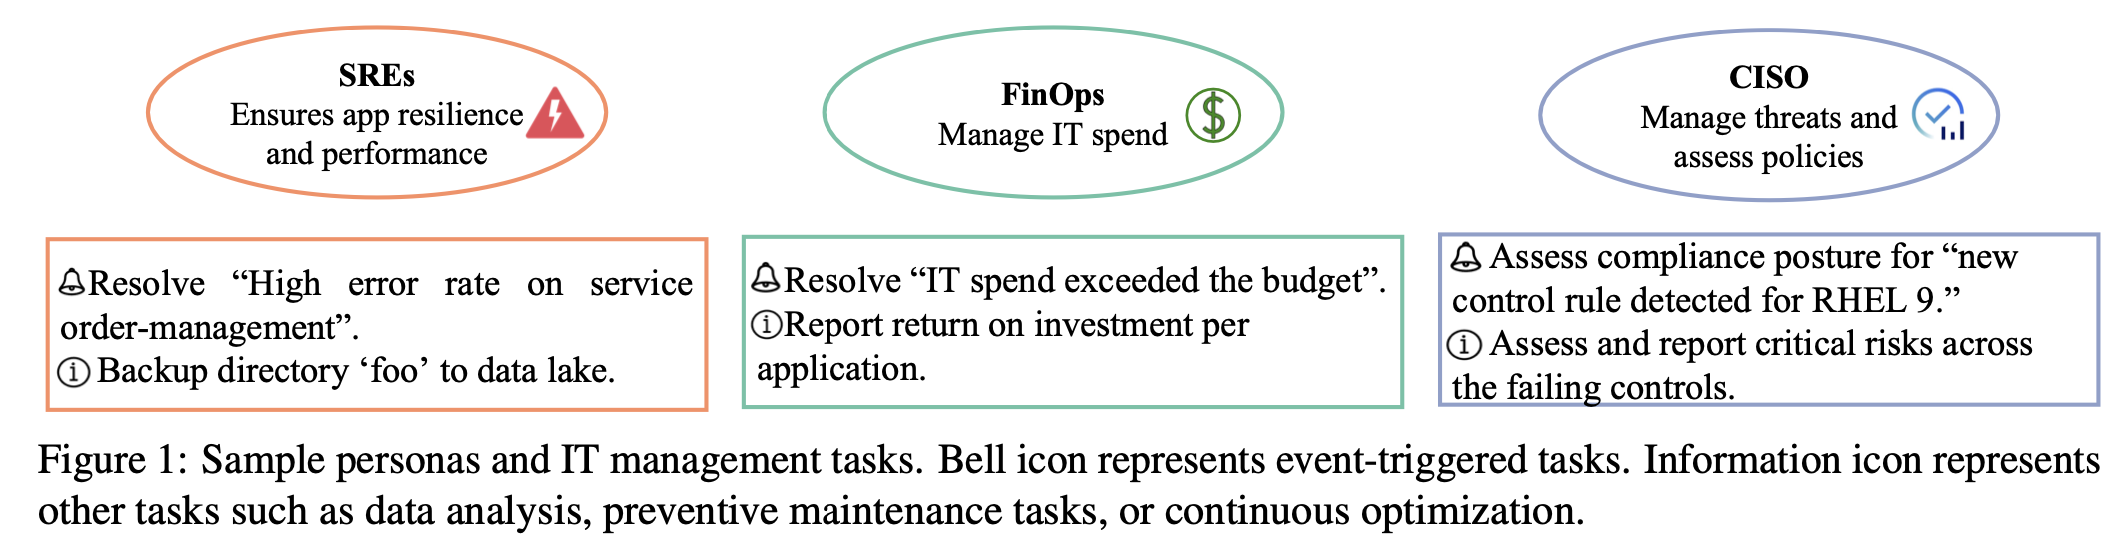 SREs
Ensures app resilience
and performance
FinOps
Manage IT spend
CISO
Manage threats and
assess policies
Resolve “High error rate on service
order-management”.
Backup directory ‘foo’ to data lake.
Resolve “IT spend exceeded the budget”.
Report return on investment per
application.
Assess compliance posture for “new
control rule detected for RHEL 9.”
Assess and report critical risks across
the failing controls.
Figure 1: Sample personas and IT management tasks. Bell icon represents event-triggered tasks. Information icon represents
other tasks such as data analysis, preventive maintenance tasks, or continuous optimization.